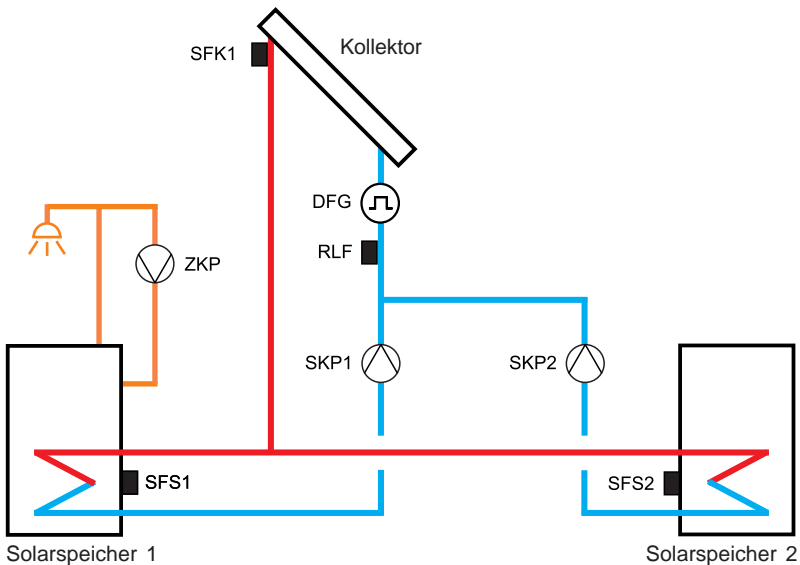 SFK1
Kollektor
DFG
RLF
ZKP
SKP1
SKP2
SFS1
SFS2
Solarspeicher 1
Solarspeicher 2